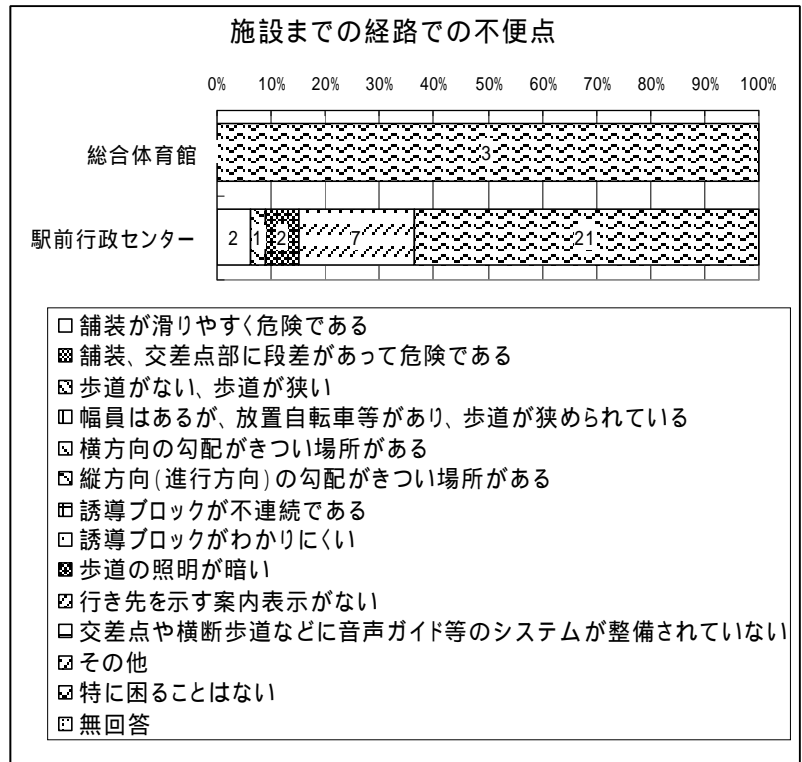 施設までの経路での不便点
0% 10% 20% 30% 40% 50% 60% 70% 80% 90% 100%
総合体育館 3
駅前行政センター 2 1 2 7 21
舗装が滑りやすく危険である
舗装、交差点部に段差があって危険である
歩道がない、歩道が狭い
幅員はあるが、放置自転車等があり、歩道が狭められている
横方向の勾配がきつい場所がある
縦方向(進行方向)の勾配がきつい場所がある
誘導ブロックが不連続である
誘導ブロックがわかりにくい
歩道の照明が暗い
行き先を示す案内表示がない
交差点や横断歩道などに音声ガイド等のシステムが整備されていない
その他
特に困ることはない
無回答